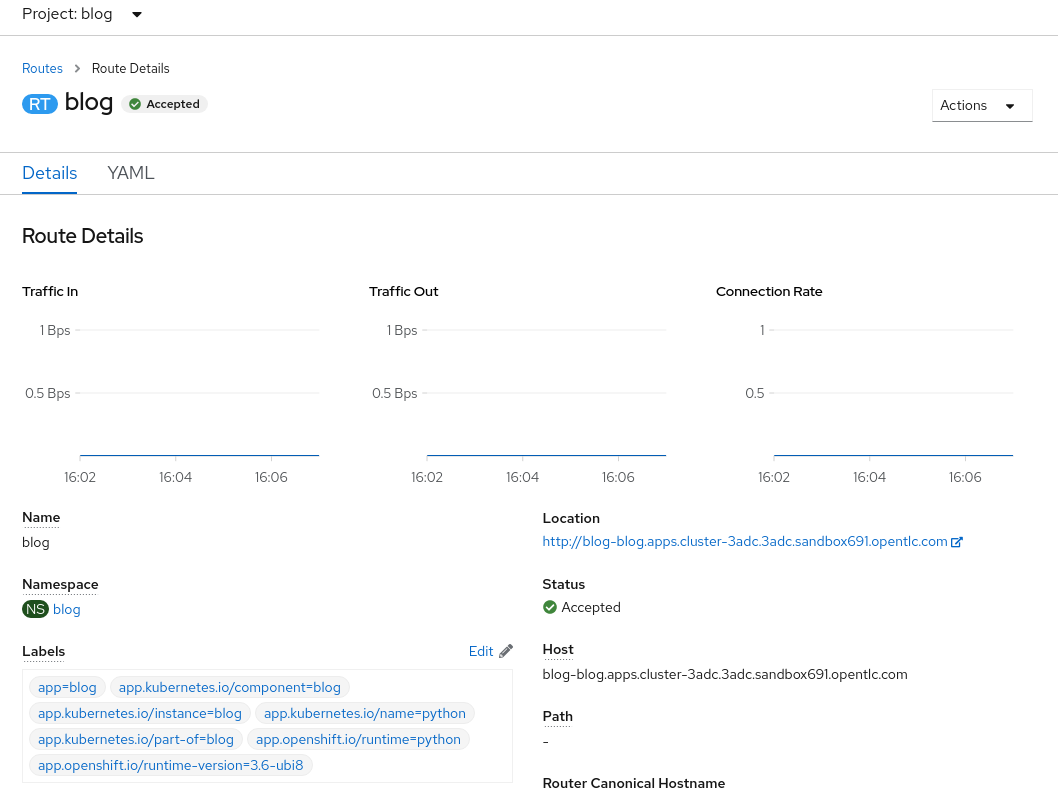 Project: blog
Routes Route Details
RT blog Accepted
Actions
Details YAML
Route Details
Traffic In
1 Bps
0.5 Bps
16:02 16:04 16:06
Traffic Out
1 Bps
0.5 Bps
16:02 16:04 16:06
Connection Rate
1
0.5
16:02 16:04 16:06
Name
blog
Namespace
NS blog
Labels Edit
app=blog app.kubernetes.io/component=blog
app.kubernetes.io/instance=blog app.kubernetes.io/name=python
app.kubernetes.io/part-of=blog app.openshift.io/runtime=python
app.openshift.io/runtime-version=3.6-ubi8
Location
http://blog-blog.apps.cluster-3adc.3adc.sandbox691.opentlc.com
Status
Accepted
Host
blog-blog.apps.cluster-3adc.3adc.sandbox691.opentlc.com
Path
-
Router Canonical Hostname